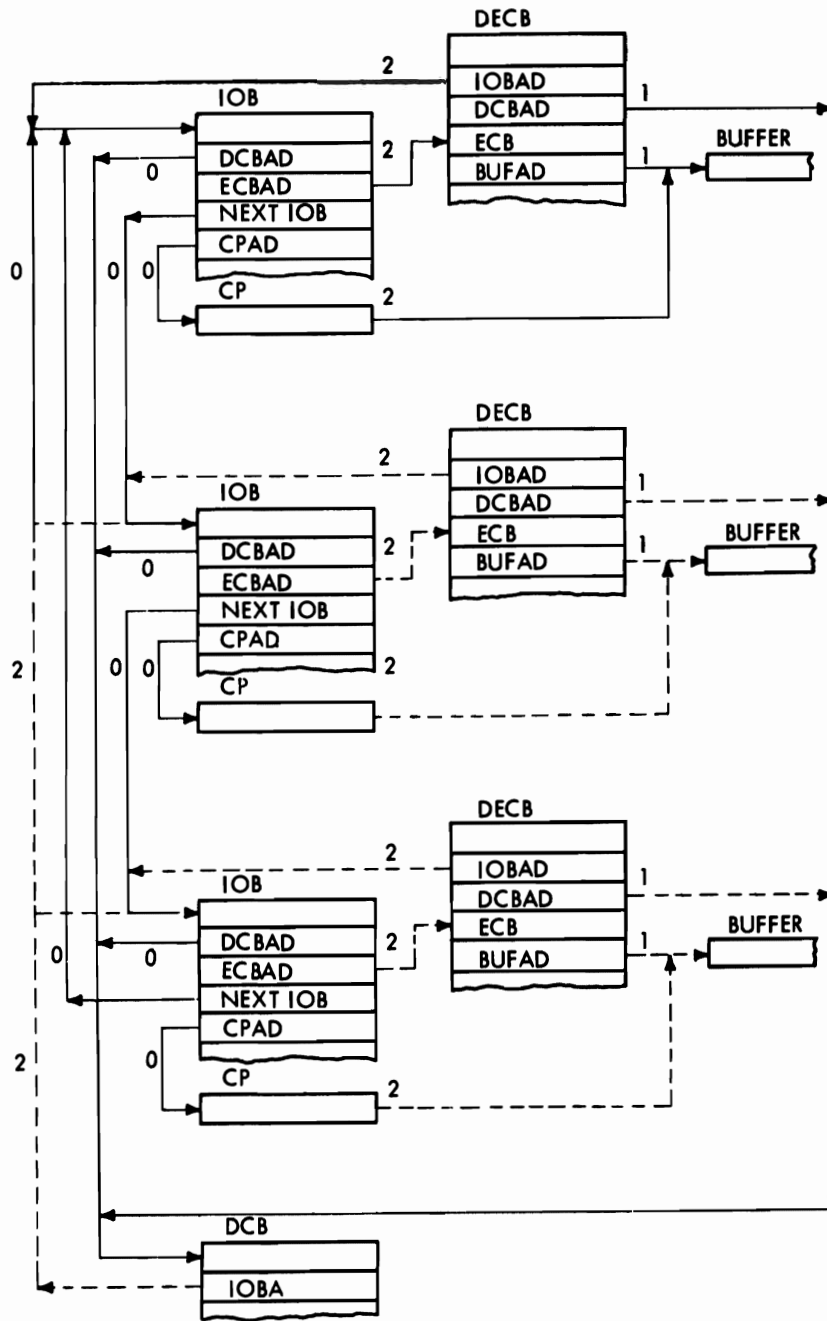 DECB
2
IOBAD
1
IOB
DCBAD
2
ECB
BUFFER
0
DCBAD
1
ECBAD
BUFAD
NEXT IOB
0
0
0
CPAD
CP
2
DECB
2
IOBAD
1
IOB
DCBAD
2
ECB
BUFFER
0
DCBAD
1
ECBAD
BUFAD
NEXT IOB
2
0
0
CPAD
2
CP
DECB
2
IOBAD
1
IOB
DCBAD
2
ECB
BUFFER
0
0
DCBAD
1
ECBAD
BUFAD
NEXT IOB
CPAD
2
0
CP
2
DCB
IOBA